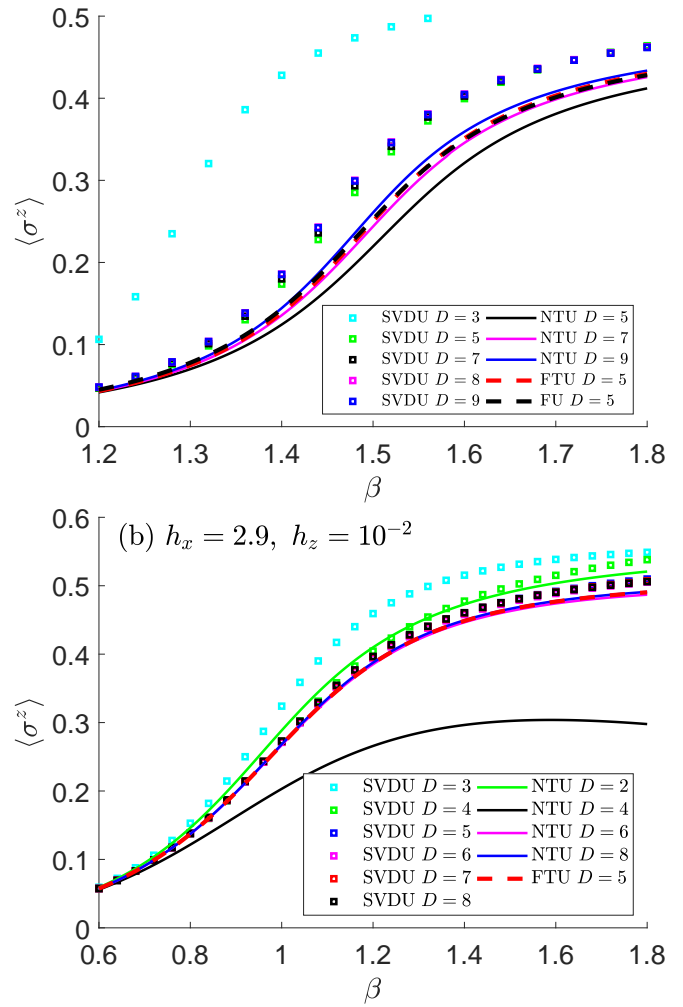 0.5
0.4
0.3
0.2
0.1
0
⟨σ^z⟩
SVDU D = 3 NTU D = 5
SVDU D = 5 NTU D = 7
SVDU D = 7 NTU D = 9
SVDU D = 8 FTU D = 5
SVDU D = 9 FU D = 5
1.2 1.3 1.4 1.5 1.6 1.7 1.8
β
(b) h_x = 2.9, h_z = 10^{-2}
0.6
0.5
0.4
0.3
0.2
0.1
0
⟨σ^z⟩
SVDU D = 3 NTU D = 2
SVDU D = 4 NTU D = 4
SVDU D = 5 NTU D = 6
SVDU D = 6 NTU D = 8
SVDU D = 7 FTU D = 5
SVDU D = 8
0.6 0.8 1 1.2 1.4 1.6 1.8
β